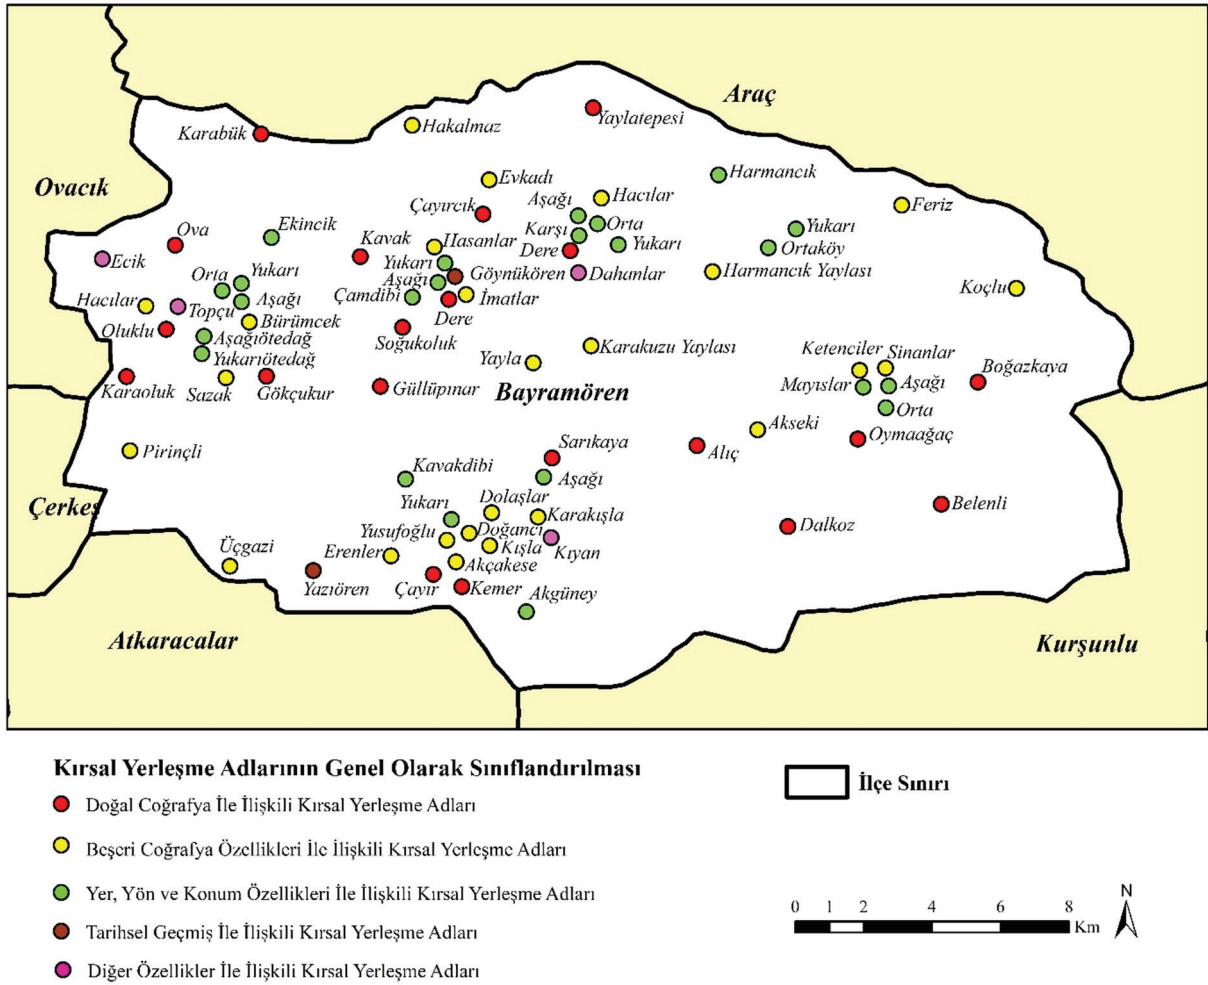 Araç
Yaylatepesi
Hakalmaz
Karabük
Harmancık
Ovacık
Evkadı
Hacılar
Aşağı
Çayırcık
Feriz
Orta
Yukarı
Ekincik
Karşı
Ova
Kavak
Hasanlar
Dere
Yukarı
Ortaköy
Ecik
Yukarı
Göynükören
Dahamlar
Harmancık Yaylası
Yukarı
Orta
Aşağı
Koçlu
Hacılar
Topçu
Aşağı
Çamdibi
İmatlar
Bürümcek
Dere
Oluklu
Aşağıötedağ
Soğukoluk
Yukarıötedağ
Karakuzu Yaylası
Ketenciler
Sinanlar
Yayla
Boğazkaya
Karaoluk
Sazak
Gökçukur
Güllüpınar
Bayramören
Mayıslar
Aşağı
Orta
Akseki
Oymaağaç
Pirinçli
Sarıkaya
Alıç
Kavakdibi
Aşağı
Çerkeş
Yukarı
Dolaşlar
Belenli
Karakışla
Yusufoğlu
Doğancı
Dalkoz
Üçgazi
Erenler
Kışla
Kıyan
Akçakese
Yazıören
Çayır
Kemer
Akgüney
Atkaracalar
Kurşunlu
Kırsal Yerleşme Adlarının Genel Olarak Sınıflandırılması
İlçe Sınırı
Doğal Coğrafya İle İlişkili Kırsal Yerleşme Adları
Beşeri Coğrafya Özellikleri İle İlişkili Kırsal Yerleşme Adları
Yer, Yön ve Konum Özellikleri İle İlişkili Kırsal Yerleşme Adları
Tarihsel Geçmiş İle İlişkili Kırsal Yerleşme Adları
Diğer Özellikler İle İlişkili Kırsal Yerleşme Adları
N
0 1 2 4 6 8
Km